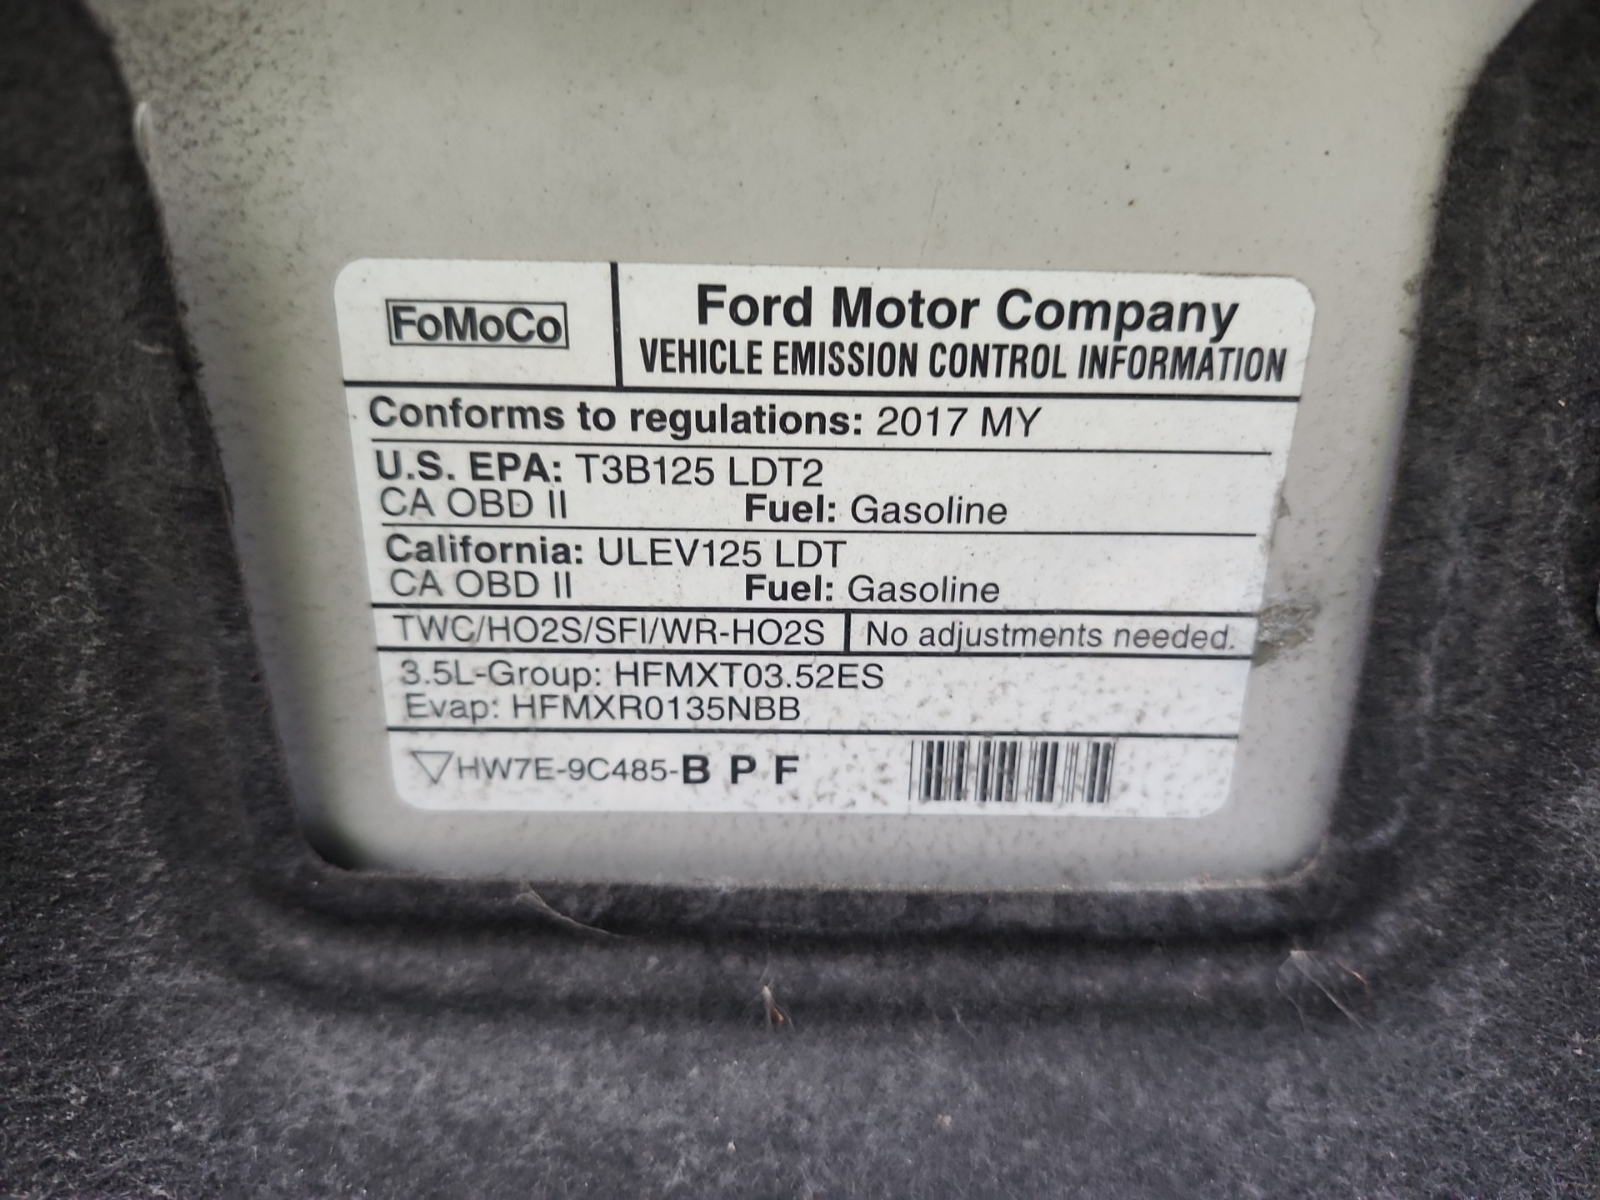 FoMoCo
Ford Motor Company
VEHICLE EMISSION CONTROL INFORMATION
Conforms to regulations: 2017 MY
U.S. EPA: T3B125 LDT2
CA OBD II Fuel: Gasoline
California: ULEV125 LDT
CA OBD II Fuel: Gasoline
TWC/HO2S/SFI/WR-HO2S No adjustments needed.
3.5L-Group: HFMXT03.52ES
Evap: HFMXR0135NBB
HW7E-9C485-B P F